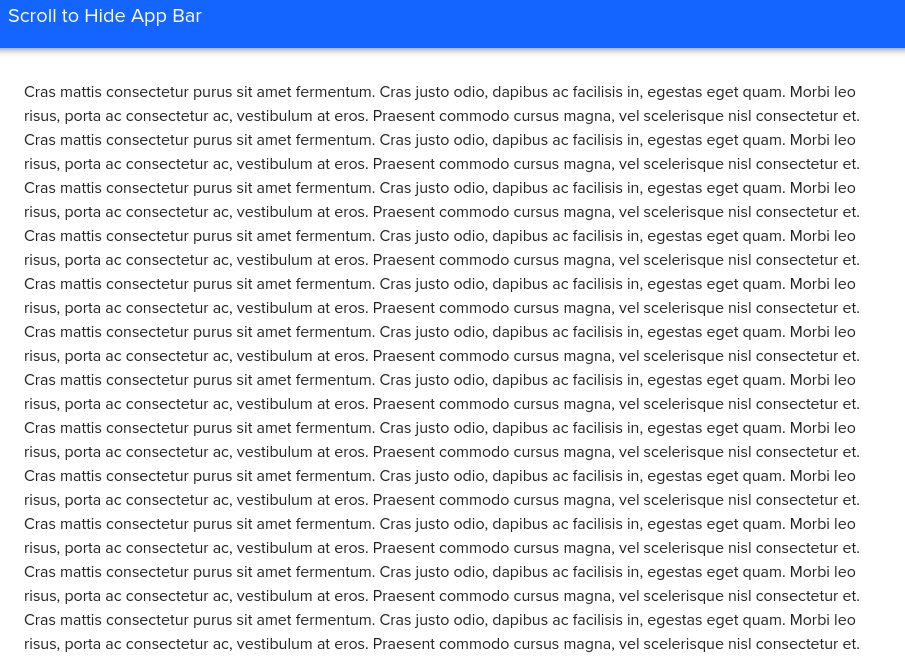 Scroll to Hide App Bar
Cras mattis consectetur purus sit amet fermentum. Cras justo odio, dapibus ac facilisis in, egestas eget quam. Morbi leo
risus, porta ac consectetur ac, vestibulum at eros. Praesent commodo cursus magna, vel scelerisque nisl consectetur et.
Cras mattis consectetur purus sit amet fermentum. Cras justo odio, dapibus ac facilisis in, egestas eget quam. Morbi leo
risus, porta ac consectetur ac, vestibulum at eros. Praesent commodo cursus magna, vel scelerisque nisl consectetur et.
Cras mattis consectetur purus sit amet fermentum. Cras justo odio, dapibus ac facilisis in, egestas eget quam. Morbi leo
risus, porta ac consectetur ac, vestibulum at eros. Praesent commodo cursus magna, vel scelerisque nisl consectetur et.
Cras mattis consectetur purus sit amet fermentum. Cras justo odio, dapibus ac facilisis in, egestas eget quam. Morbi leo
risus, porta ac consectetur ac, vestibulum at eros. Praesent commodo cursus magna, vel scelerisque nisl consectetur et.
Cras mattis consectetur purus sit amet fermentum. Cras justo odio, dapibus ac facilisis in, egestas eget quam. Morbi leo
risus, porta ac consectetur ac, vestibulum at eros. Praesent commodo cursus magna, vel scelerisque nisl consectetur et.
Cras mattis consectetur purus sit amet fermentum. Cras justo odio, dapibus ac facilisis in, egestas eget quam. Morbi leo
risus, porta ac consectetur ac, vestibulum at eros. Praesent commodo cursus magna, vel scelerisque nisl consectetur et.
Cras mattis consectetur purus sit amet fermentum. Cras justo odio, dapibus ac facilisis in, egestas eget quam. Morbi leo
risus, porta ac consectetur ac, vestibulum at eros. Praesent commodo cursus magna, vel scelerisque nisl consectetur et.
Cras mattis consectetur purus sit amet fermentum. Cras justo odio, dapibus ac facilisis in, egestas eget quam. Morbi leo
risus, porta ac consectetur ac, vestibulum at eros. Praesent commodo cursus magna, vel scelerisque nisl consectetur et.
Cras mattis consectetur purus sit amet fermentum. Cras justo odio, dapibus ac facilisis in, egestas eget quam. Morbi leo
risus, porta ac consectetur ac, vestibulum at eros. Praesent commodo cursus magna, vel scelerisque nisl consectetur et.
Cras mattis consectetur purus sit amet fermentum. Cras justo odio, dapibus ac facilisis in, egestas eget quam. Morbi leo
risus, porta ac consectetur ac, vestibulum at eros. Praesent commodo cursus magna, vel scelerisque nisl consectetur et.
Cras mattis consectetur purus sit amet fermentum. Cras justo odio, dapibus ac facilisis in, egestas eget quam. Morbi leo
risus, porta ac consectetur ac, vestibulum at eros. Praesent commodo cursus magna, vel scelerisque nisl consectetur et.
Cras mattis consectetur purus sit amet fermentum. Cras justo odio, dapibus ac facilisis in, egestas eget quam. Morbi leo
risus, porta ac consectetur ac, vestibulum at eros. Praesent commodo cursus magna, vel scelerisque nisl consectetur et.